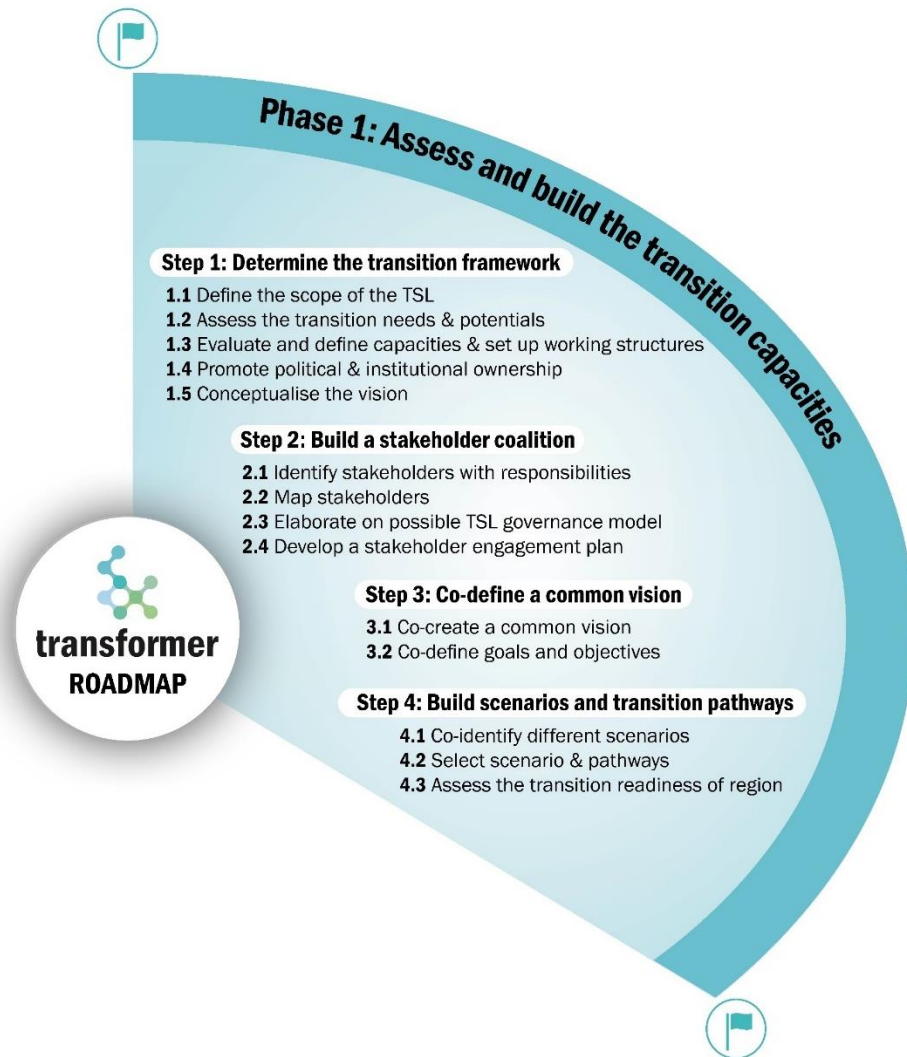 Phase 1: Assess and build the transition capacities
Step 1: Determine the transition framework
1.1 Define the scope of the TSL
1.2 Assess the transition needs & potentials
1.3 Evaluate and define capacities & set up working structures
1.4 Promote political & institutional ownership
1.5 Conceptualise the vision
Step 2: Build a stakeholder coalition
2.1 Identify stakeholders with responsibilities
2.2 Map stakeholders
2.3 Elaborate on possible TSL governance model
2.4 Develop a stakeholder engagement plan
Step 3: Co-define a common vision
3.1 Co-create a common vision
3.2 Co-define goals and objectives
Step 4: Build scenarios and transition pathways
4.1 Co-identify different scenarios
4.2 Select scenario & pathways
4.3 Assess the transition readiness of region
transformer
ROADMAP